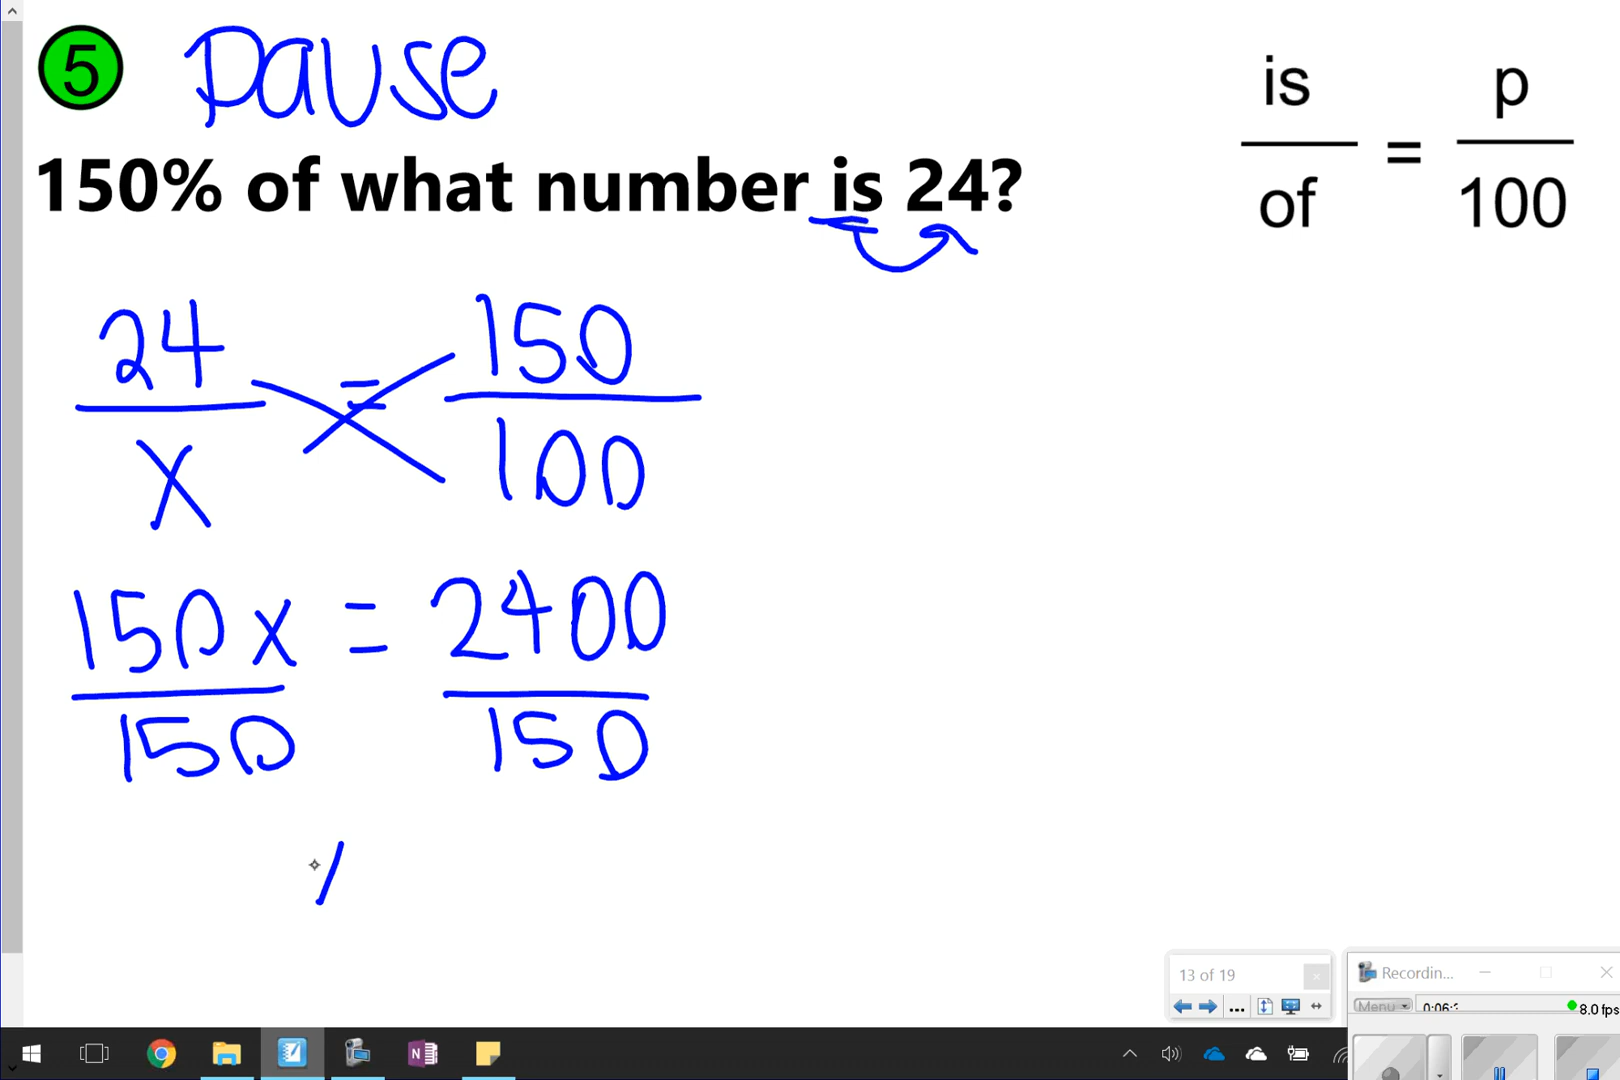 5 Pause
150% of what number is 24?
is
of
=
p
100
24
x
=
150
100
150x = 2400
150 150
13 of 19
Recordin...
Menu
8.0 fps